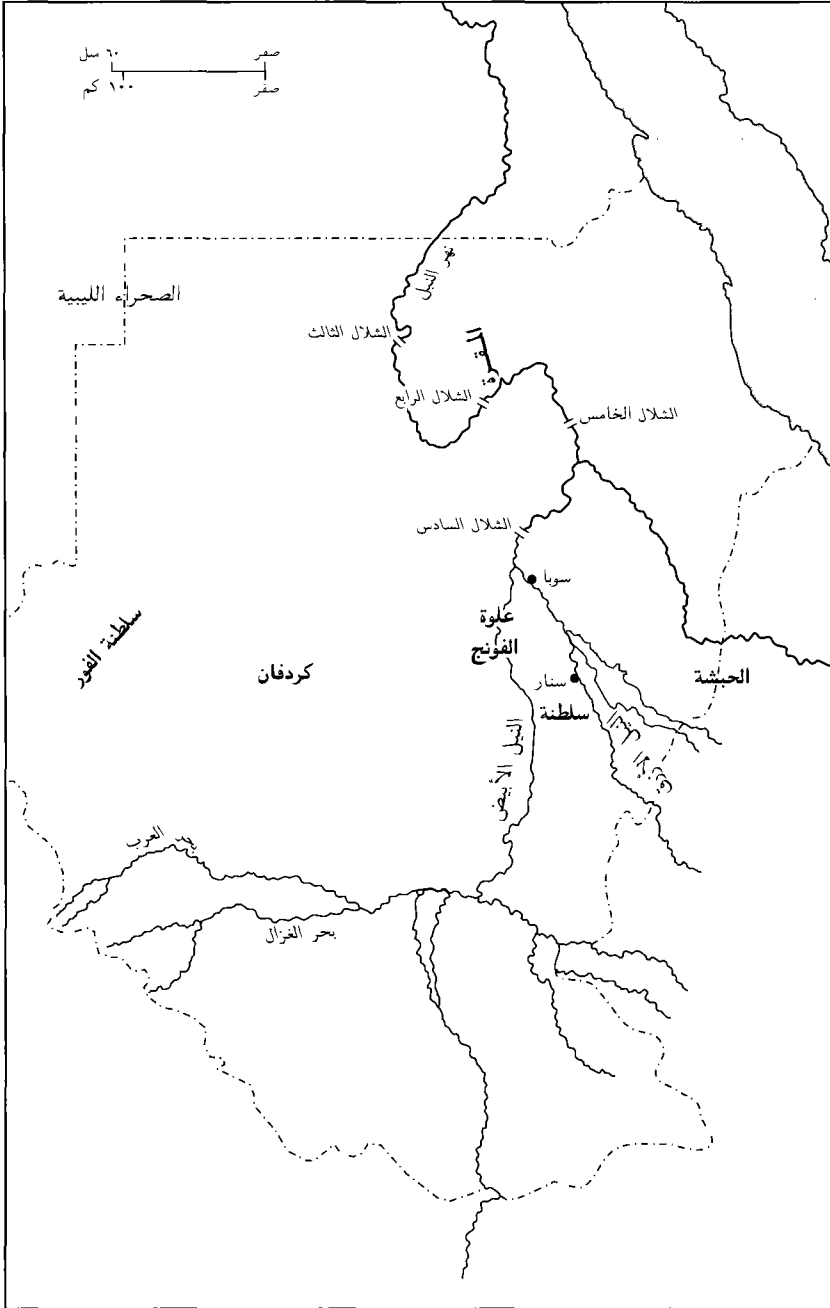 صفر ٦٠ ميل
صفر ١٠٠ كم
نهر النيل
الصحراء الليبية
الشلال الثالث
الشلال الرابع
الشلال الخامس
الشلال السادس
سوبا
علوة
الفونج
سلطنة الفور
كردفان
الحبشة
سنار
سلطنة
النيل الأبيض
بحر العرب
بحر الغزال